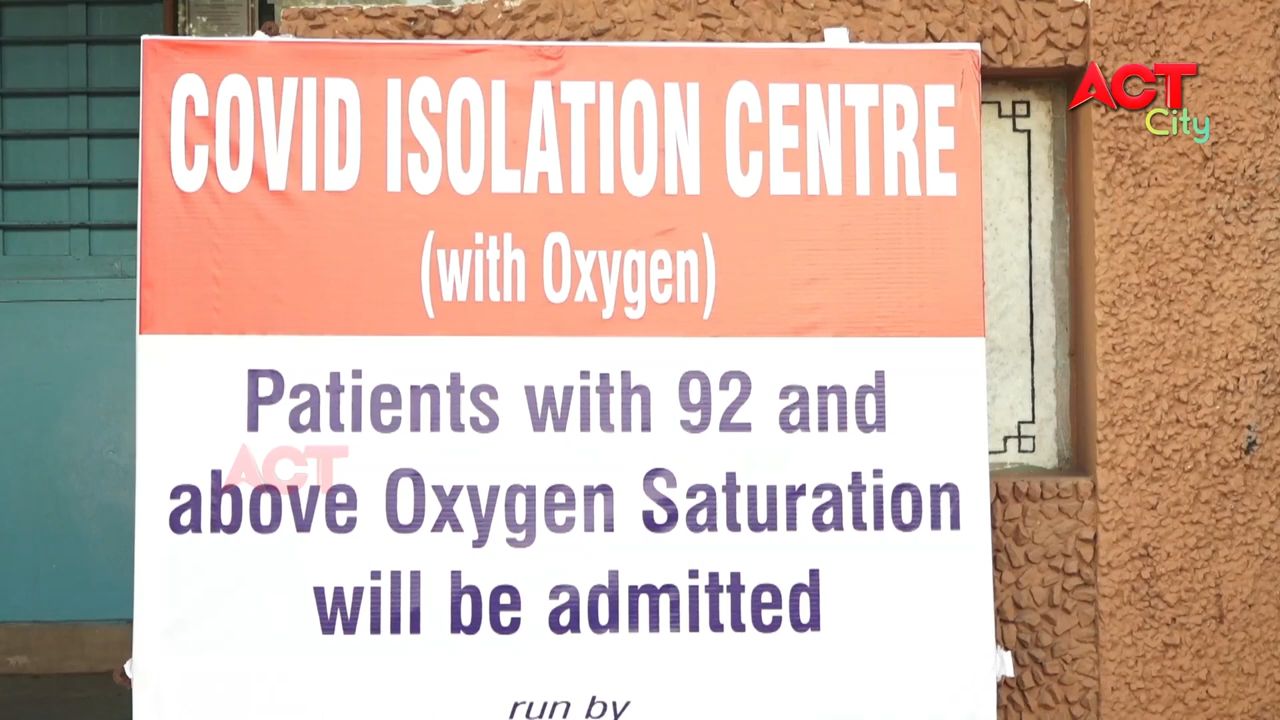 COVID ISOLATION CENTRE
(with Oxygen)
Patients with 92 and
above Oxygen Saturation
will be admitted
run by
ACT
City
ACT